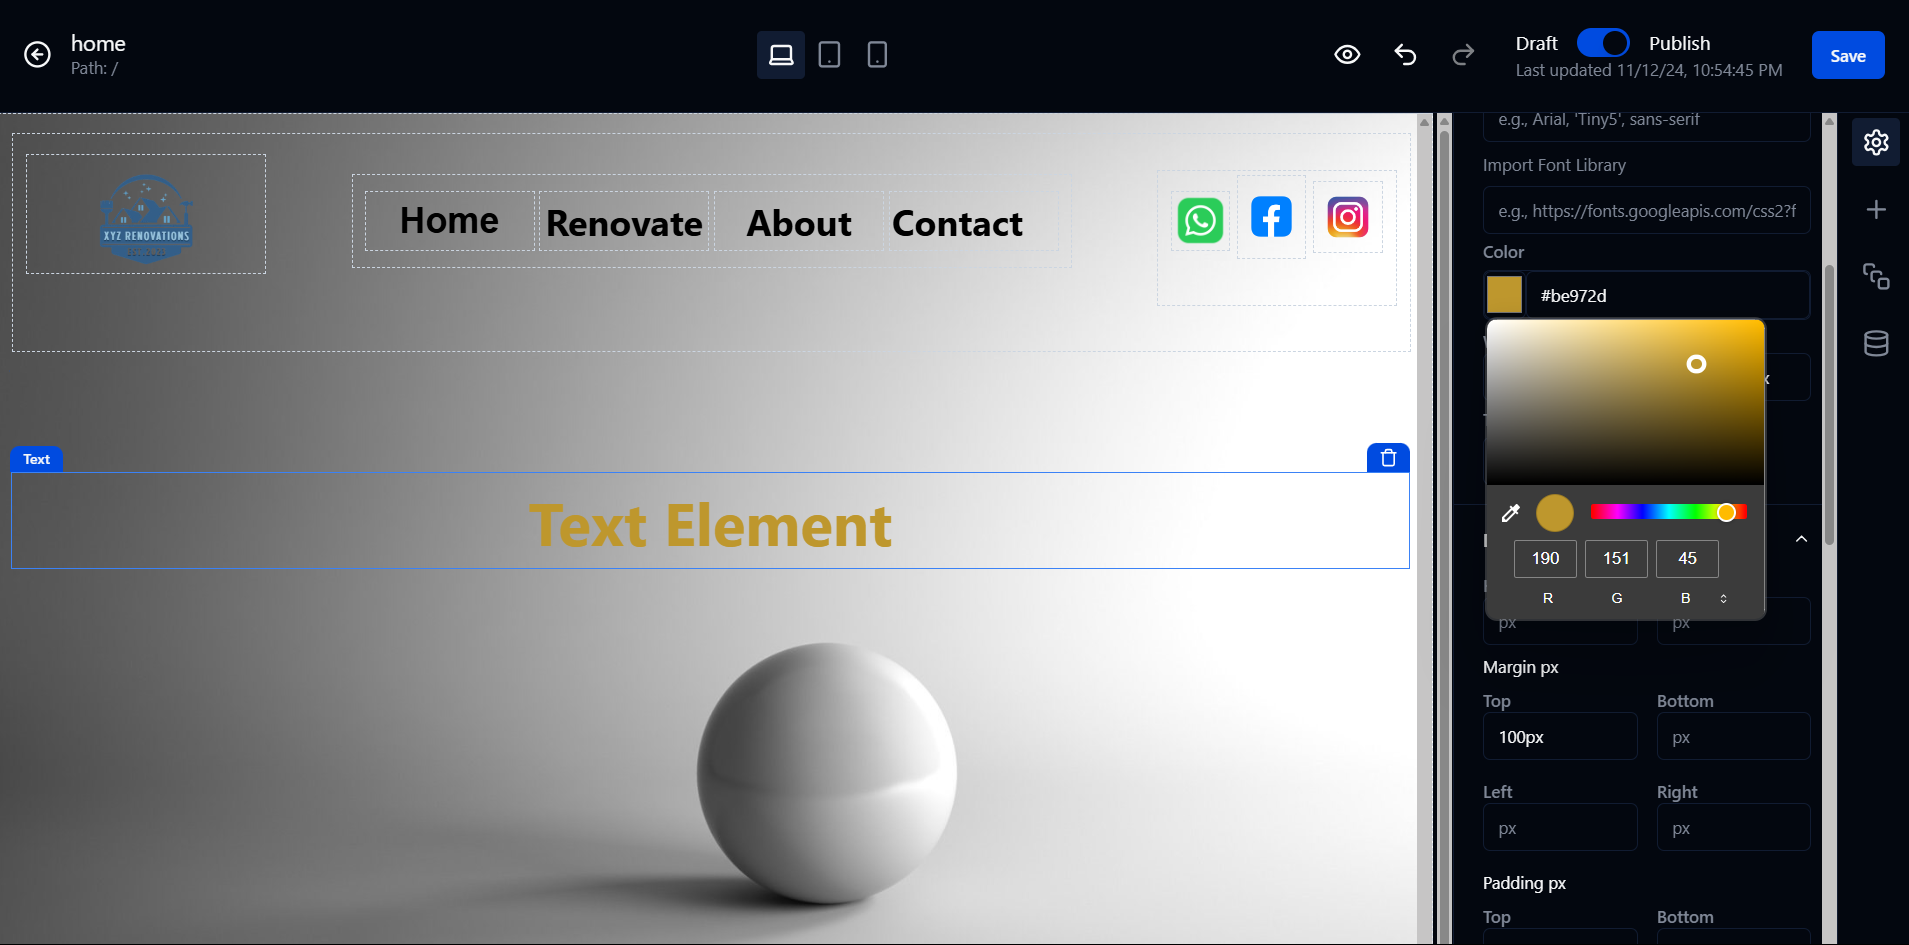 home
Path: /
Draft
Publish
Last updated 11/12/24, 10:54:45 PM
Save
XYZ RENOVATIONS
Home
Renovate
About
Contact
Text
Text Element
e.g., Arial, 'Tiny5', sans-serif
Import Font Library
e.g., https://fonts.googleapis.com/css2?f
Color
#be972d
190
151
45
R
G
B
px
px
Margin px
Top
Bottom
100px
px
Left
Right
px
px
Padding px
Top
Bottom